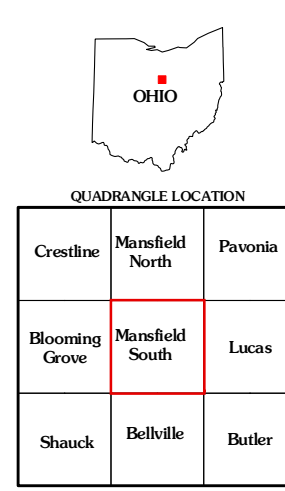 OHIO
QUADRANGLE LOCATION
Crestline
Mansfield
North
Pavonia
Blooming
Grove
Mansfield
South
Lucas
Shauck
Bellville
Butler